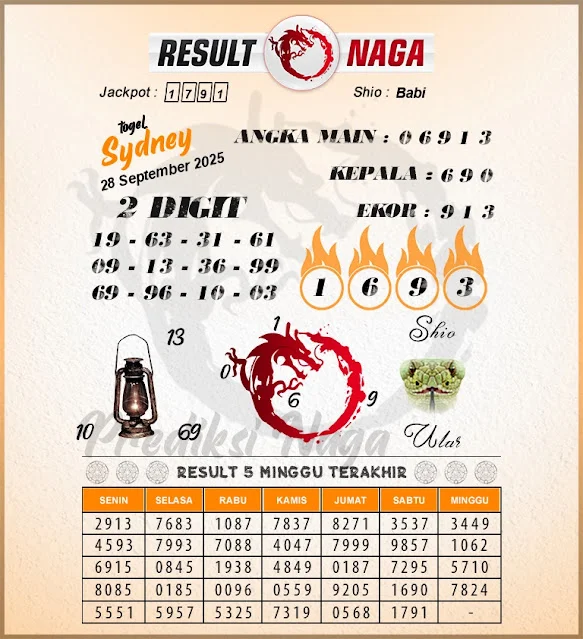 RESULT NAGA
Jackpot : 1791
Shio : Babi
togel
Sydney
28 September 2025
ANGKA MAIN : 0 6 9 1 3
KEPALA : 6 9 0
EKOR : 9 1 3
2 DIGIT
19 - 63 - 31 - 61
09 - 13 - 36 - 99
69 - 96 - 10 - 03
1 6 9 3
13
10
69
1
0
6
9
Shio
Ular
Prediksi Naga
RESULT 5 MINGGU TERAKHIR
SENIN SELASA RABU KAMIS JUMAT SABTU MINGGU
2913 7683 1087 7837 8271 3537 3449
4593 7993 7088 4047 7999 9857 1062
6915 0845 1938 4849 0187 7295 5710
8085 0185 0096 0559 9205 1690 7824
5551 5957 5325 7319 0568 1791 -